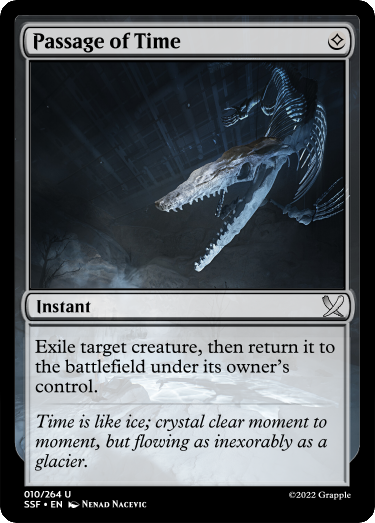 Passage of Time
Instant
Exile target creature, then return it to
the battlefield under its owner's
control.
Time is like ice; crystal clear moment to
moment, but flowing as inexorably as a
glacier.
010/264 U
SSF • EN Nenad Nacevic
©2022 Grapple